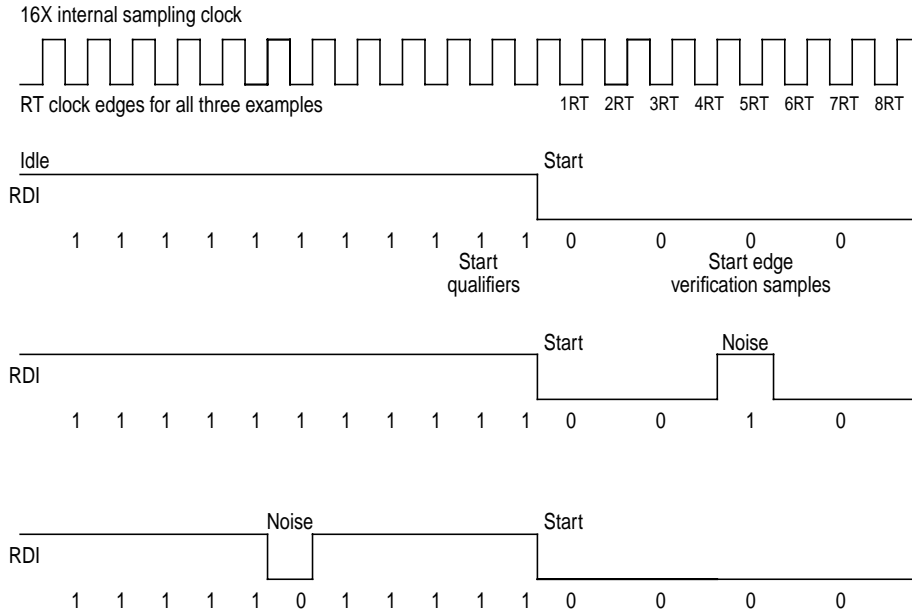 16X internal sampling clock
RT clock edges for all three examples
1RT 2RT 3RT 4RT 5RT 6RT 7RT 8RT
Idle Start
RDI
1 1 1 1 1 1 1 1 1 1 1 0 0 0 0
Start qualifiers
Start edge verification samples
Start Noise
RDI
1 1 1 1 1 1 1 1 1 1 1 0 0 1 0
Noise Start
RDI
1 1 1 1 1 0 1 1 1 1 1 0 0 0 0